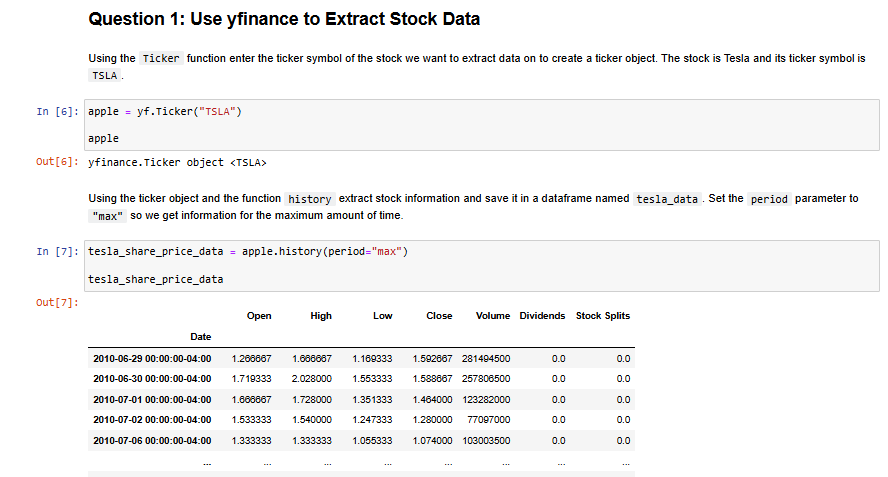 Question 1: Use yfinance to Extract Stock Data
Using the Ticker function enter the ticker symbol of the stock we want to extract data on to create a ticker object. The stock is Tesla and its ticker symbol is
TSLA .
In [6]: apple = yf.Ticker("TSLA")
apple
Out[6]: yfinance.Ticker object <TSLA>
Using the ticker object and the function history extract stock information and save it in a dataframe named tesla_data . Set the period parameter to
"max" so we get information for the maximum amount of time.
In [7]: tesla_share_price_data = apple.history(period="max")
tesla_share_price_data
Out[7]:
Open High Low Close Volume Dividends Stock Splits
Date
2010-06-29 00:00:00-04:00 1.266667 1.666667 1.169333 1.592667 281494500 0.0 0.0
2010-06-30 00:00:00-04:00 1.719333 2.028000 1.553333 1.588667 257806500 0.0 0.0
2010-07-01 00:00:00-04:00 1.666667 1.728000 1.351333 1.464000 123282000 0.0 0.0
2010-07-02 00:00:00-04:00 1.533333 1.540000 1.247333 1.280000 77097000 0.0 0.0
2010-07-06 00:00:00-04:00 1.333333 1.333333 1.055333 1.074000 103003500 0.0 0.0
... ... ... ... ... ... ... ...